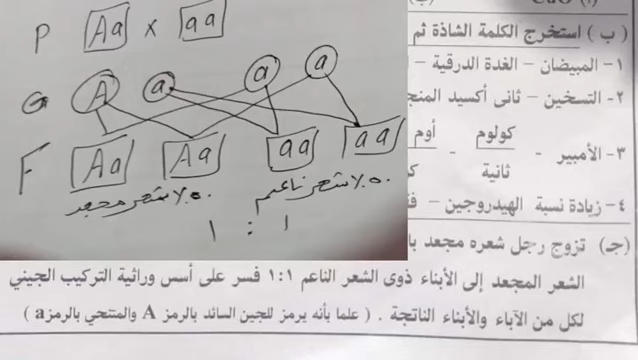 P Aa × aa
G A a a a
F Aa Aa aa aa
٥٠٪ شعر مجعد ٥٠٪ شعر ناعم
١ : ١
(ب) استخرج الكلمة الشاذة ثم
١- المبيضان - الغدة الدرقية -
٢- التسخين - ثانى أكسيد المنج
٣- الأمبير - كولوم / ثانية - أوم
٤- زيادة نسبة الهيدروجين -
(جـ) تزوج رجل شعره مجعد
الشعر المجعد إلى الأبناء ذوى الشعر الناعم ١:١ فسر على أسس وراثية التركيب الجيني
لكل من الآباء والأبناء الناتجة . ( علما بأنه يرمز للجين السائد بالرمز A والمنتحي بالرمز a )